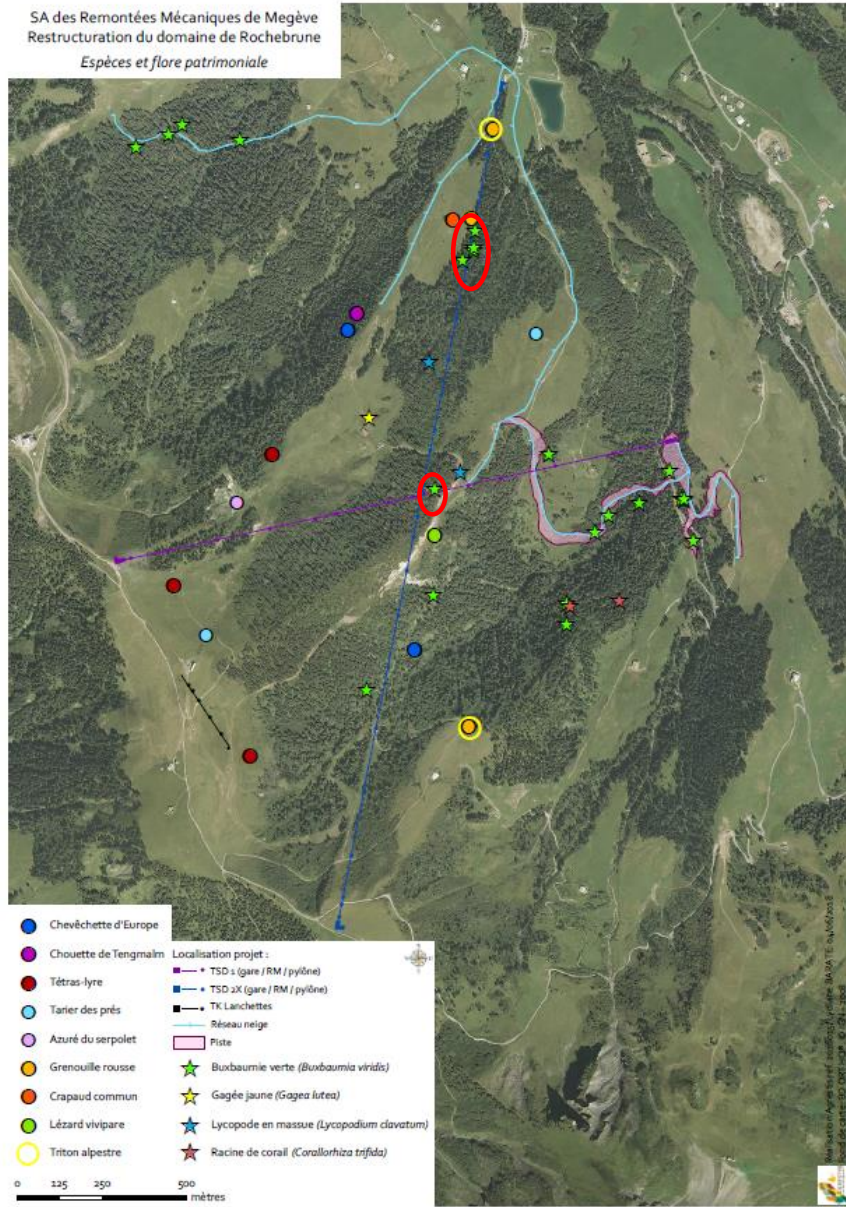 SA des Remontées Mécaniques de Megève
Restructuration du domaine de Rochebrune
Espèces et flore patrimoniale
Chevêchette d'Europe
Chouette de Tengmalm
Tétras-lyre
Tarier des prés
Azuré du serpolet
Grenouille rousse
Crapaud commun
Lézard vivipare
Triton alpestre
0 125 250 500
mètres
Localisation projet :
TSD 1 (gare / RM / pylône)
TSD 2X (gare / RM / pylône)
TK Lanchettes
Réseau neige
Piste
Buxbaumie verte (Buxbaumia viridis)
Gagée jaune (Gagea lutea)
Lycopode en massue (Lycopodium clavatum)
Racine de corail (Corallorhiza trifida)